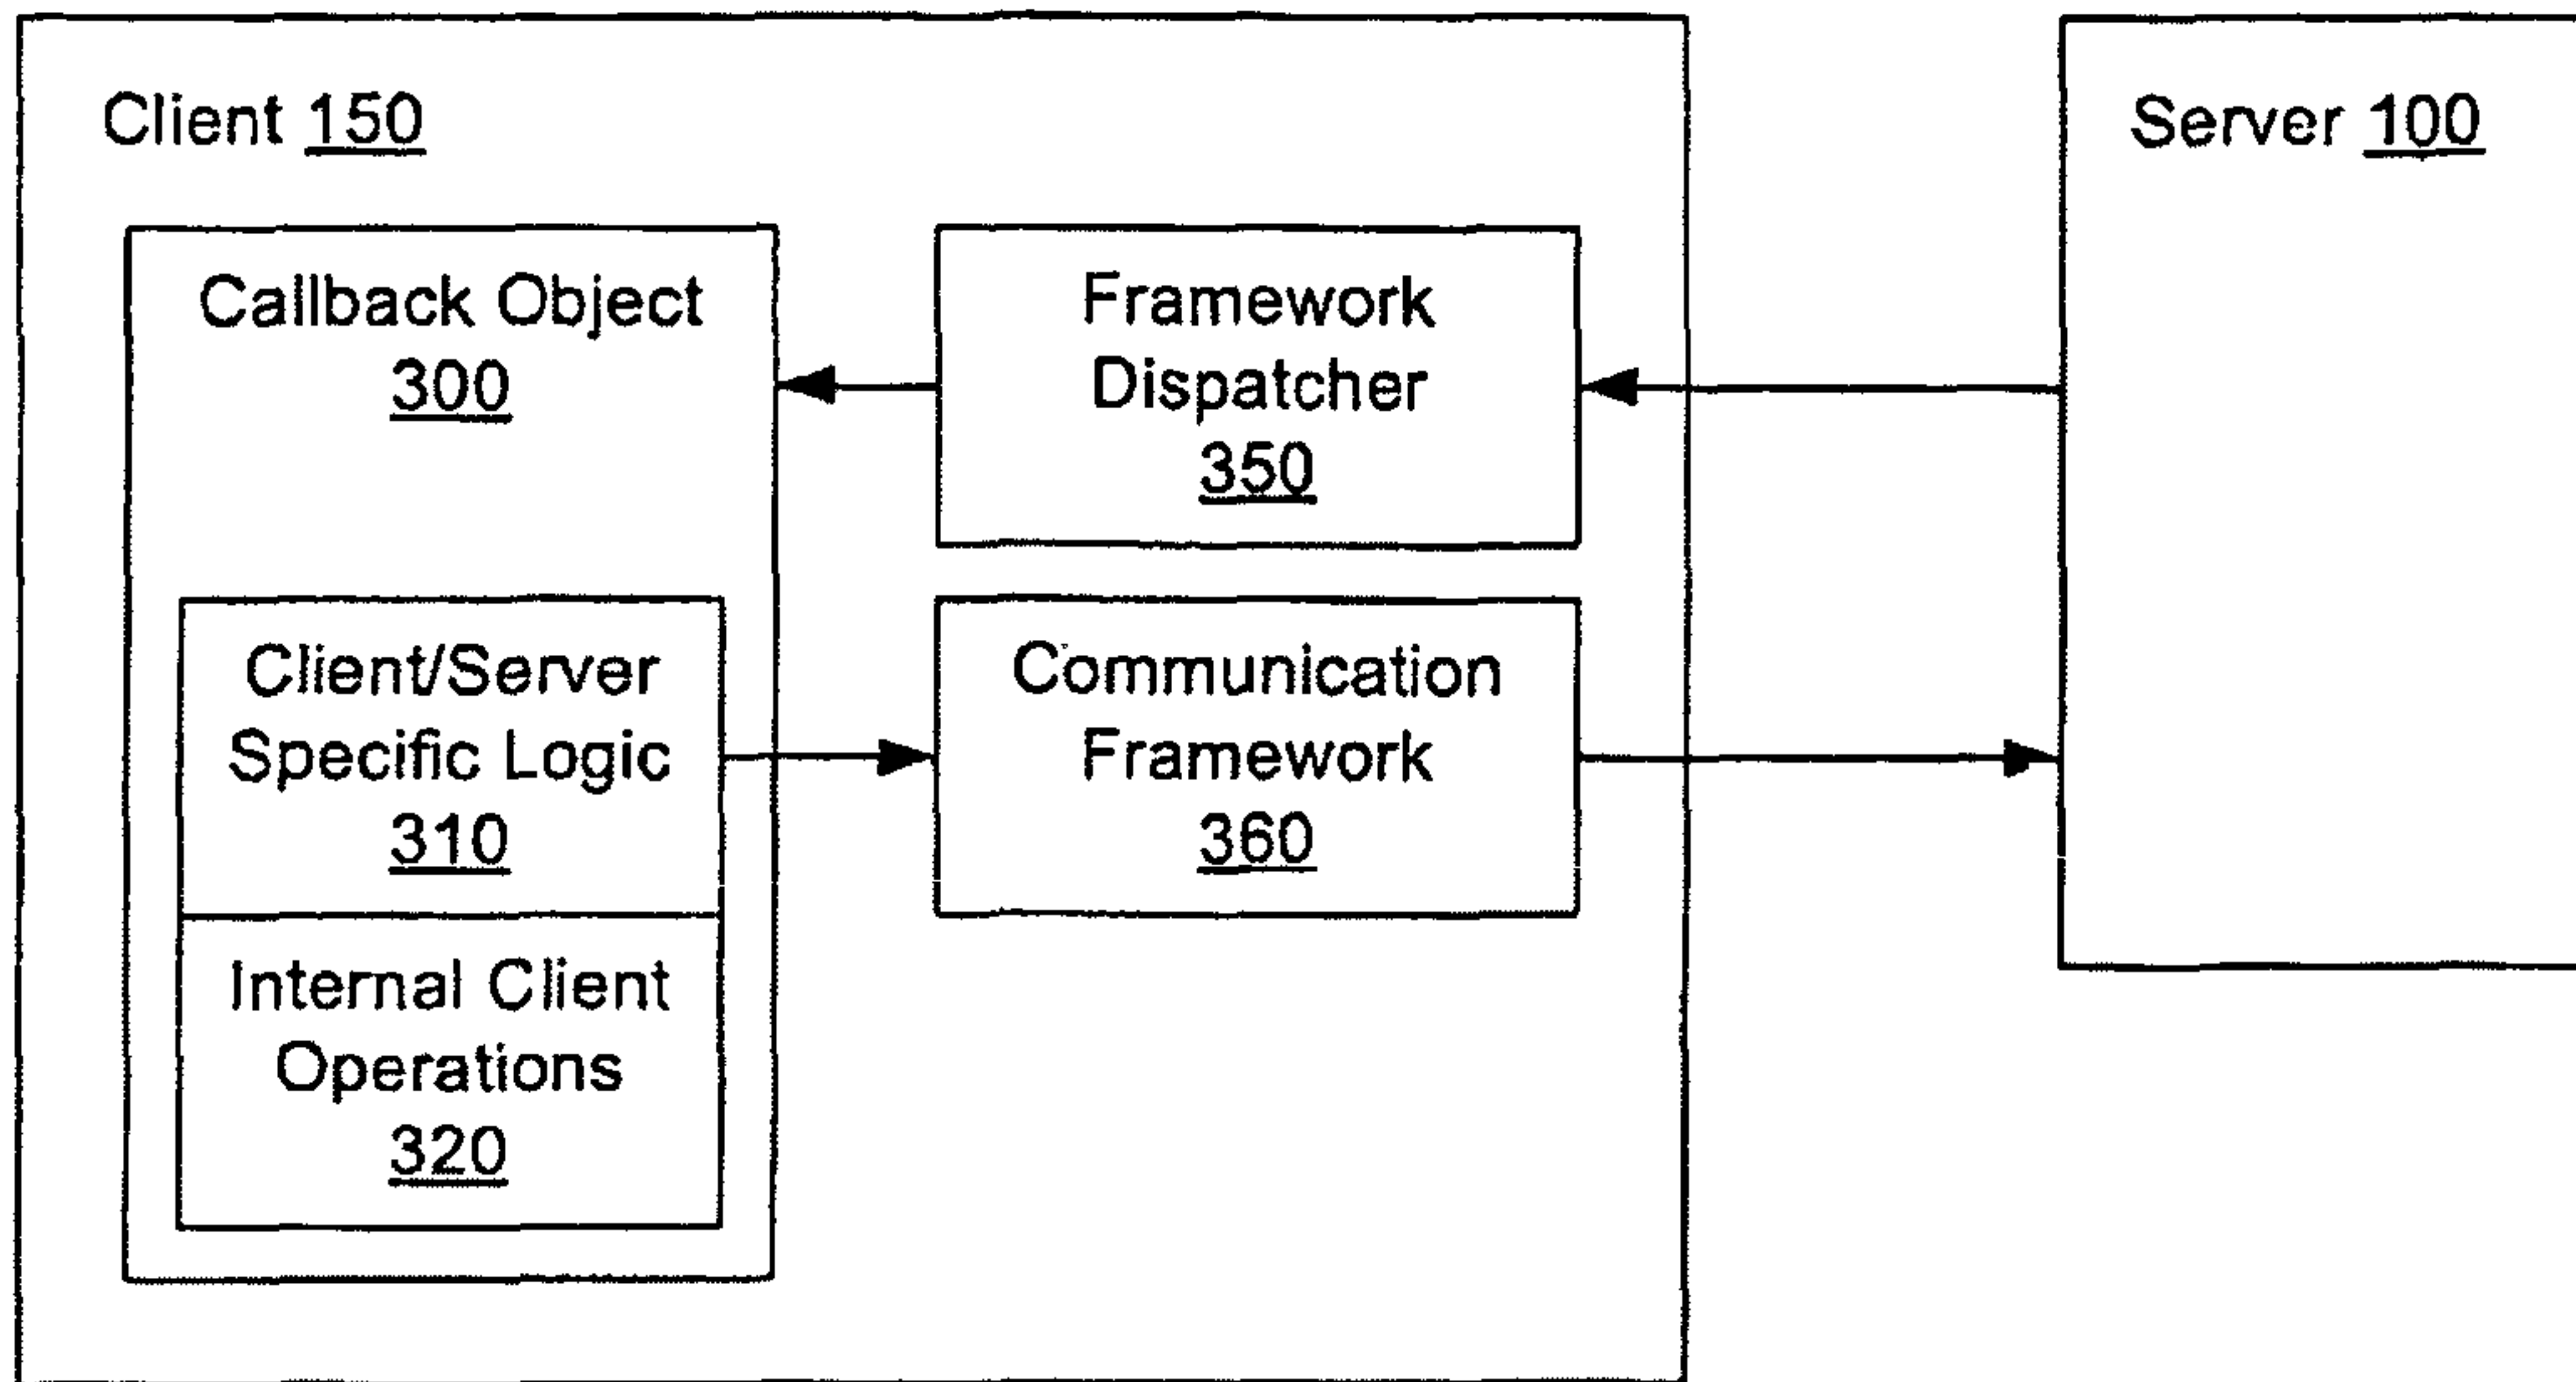 Client 150
Server 100
Callback Object
300
Framework
Dispatcher
350
Client/Server
Specific Logic
310
Communication
Framework
360
Internal Client
Operations
320